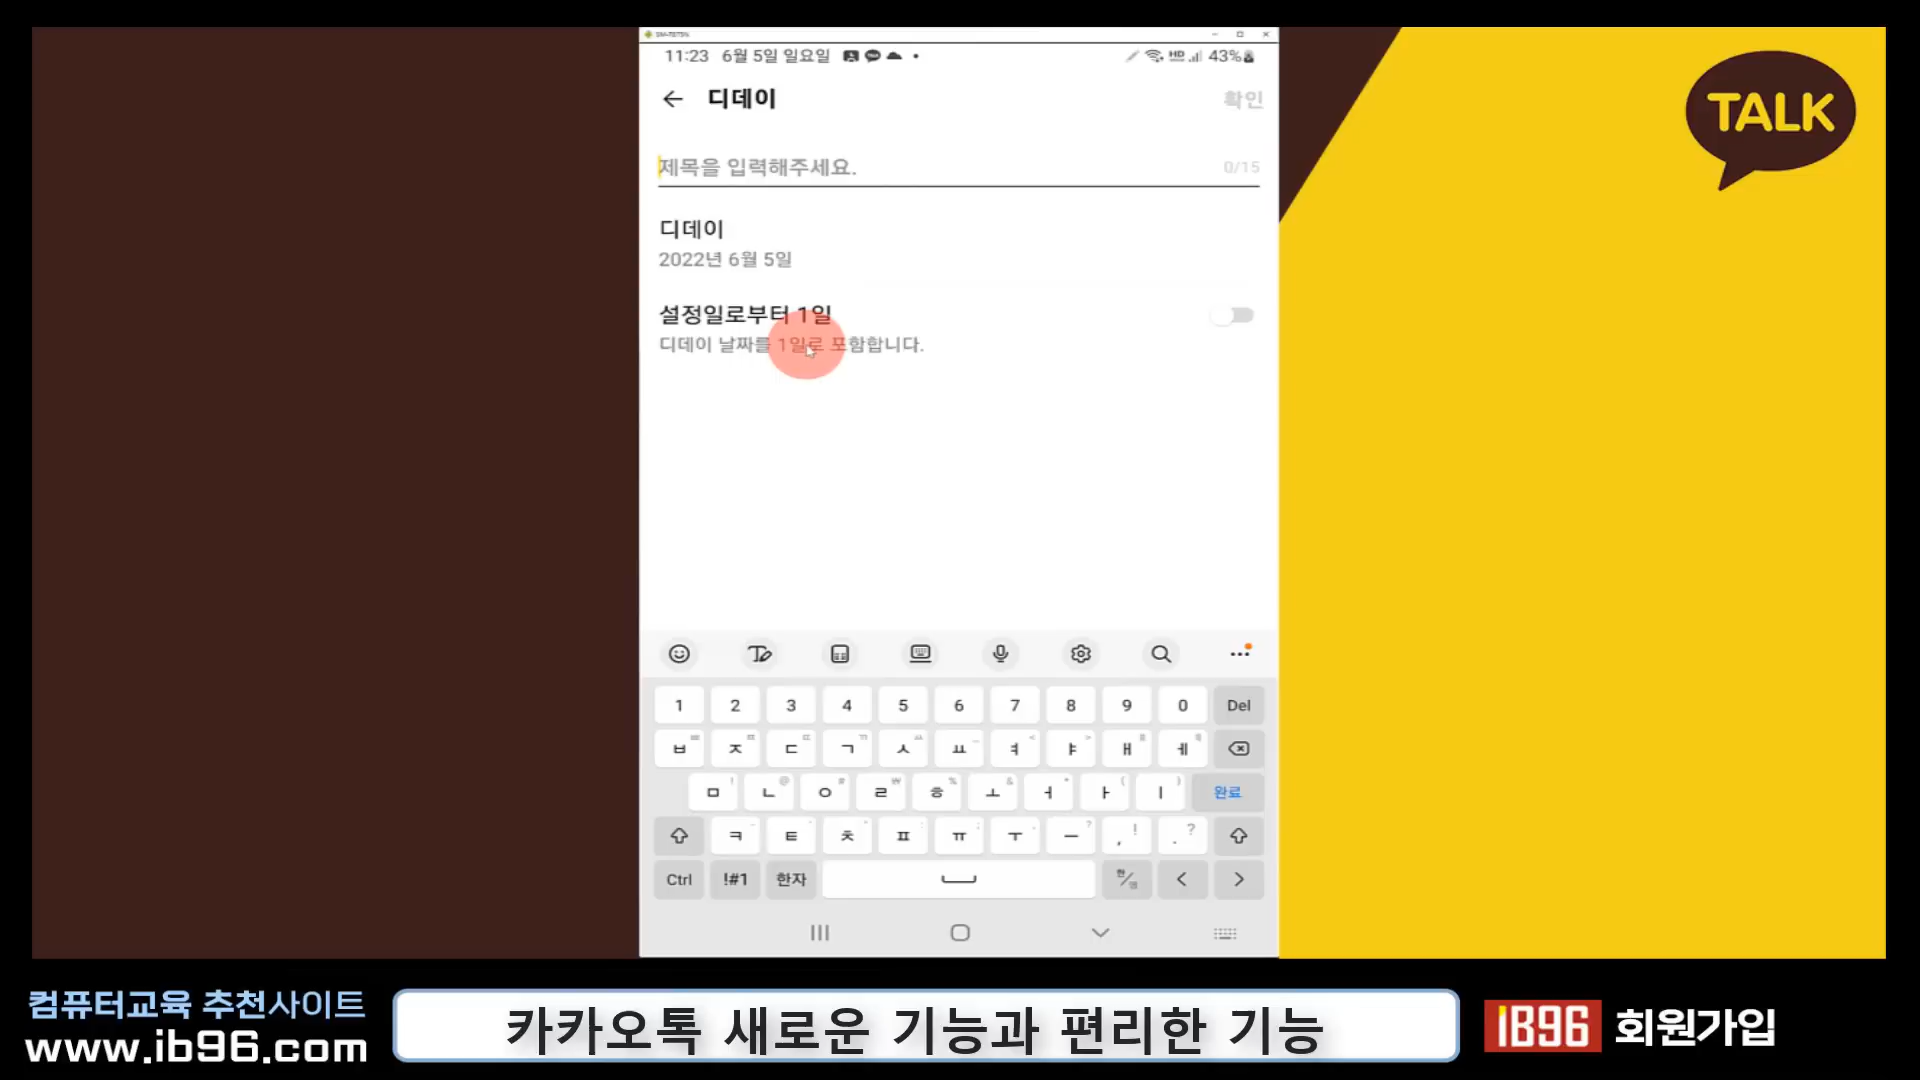 SM-T875N
11:23 6월 5일 일요일
HD 43%
TALK
디데이
확인
제목을 입력해주세요.
0/15
디데이
2022년 6월 5일
설정일로부터 1일
디데이 날짜를 1일로 포함합니다.
1 2 3 4 5 6 7 8 9 0 Del
ㅂ ㅈ ㄷ ㄱ ㅅ ㅛ ㅕ ㅑ ㅐ ㅔ
ㅁ ㄴ ㅇ ㄹ ㅎ ㅗ ㅓ ㅏ ㅣ 완료
ㅋ ㅌ ㅊ ㅍ ㅠ ㅜ ㅡ , ! . ?
Ctrl !#1 한자 한/영 < >
컴퓨터교육 추천사이트
www.ib96.com
카카오톡 새로운 기능과 편리한 기능
IB96 회원가입